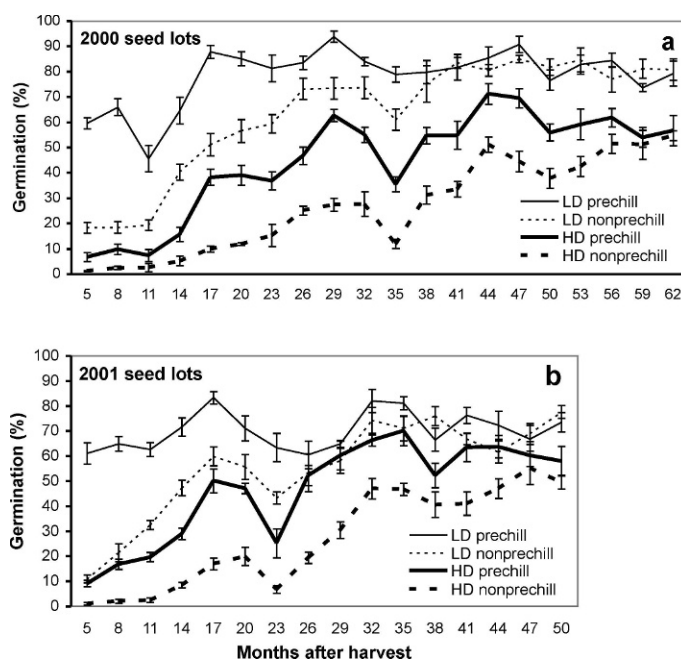 2000 seed lots
a
Germination (%)
100
90
80
70
60
50
40
30
20
10
0
LD prechill
LD nonprechill
HD prechill
HD nonprechill
5 8 11 14 17 20 23 26 29 32 35 38 41 44 47 50 53 56 59 62
2001 seed lots
b
Germination (%)
100
90
80
70
60
50
40
30
20
10
0
LD prechill
LD nonprechill
HD prechill
HD nonprechill
5 8 11 14 17 20 23 26 29 32 35 38 41 44 47 50
Months after harvest